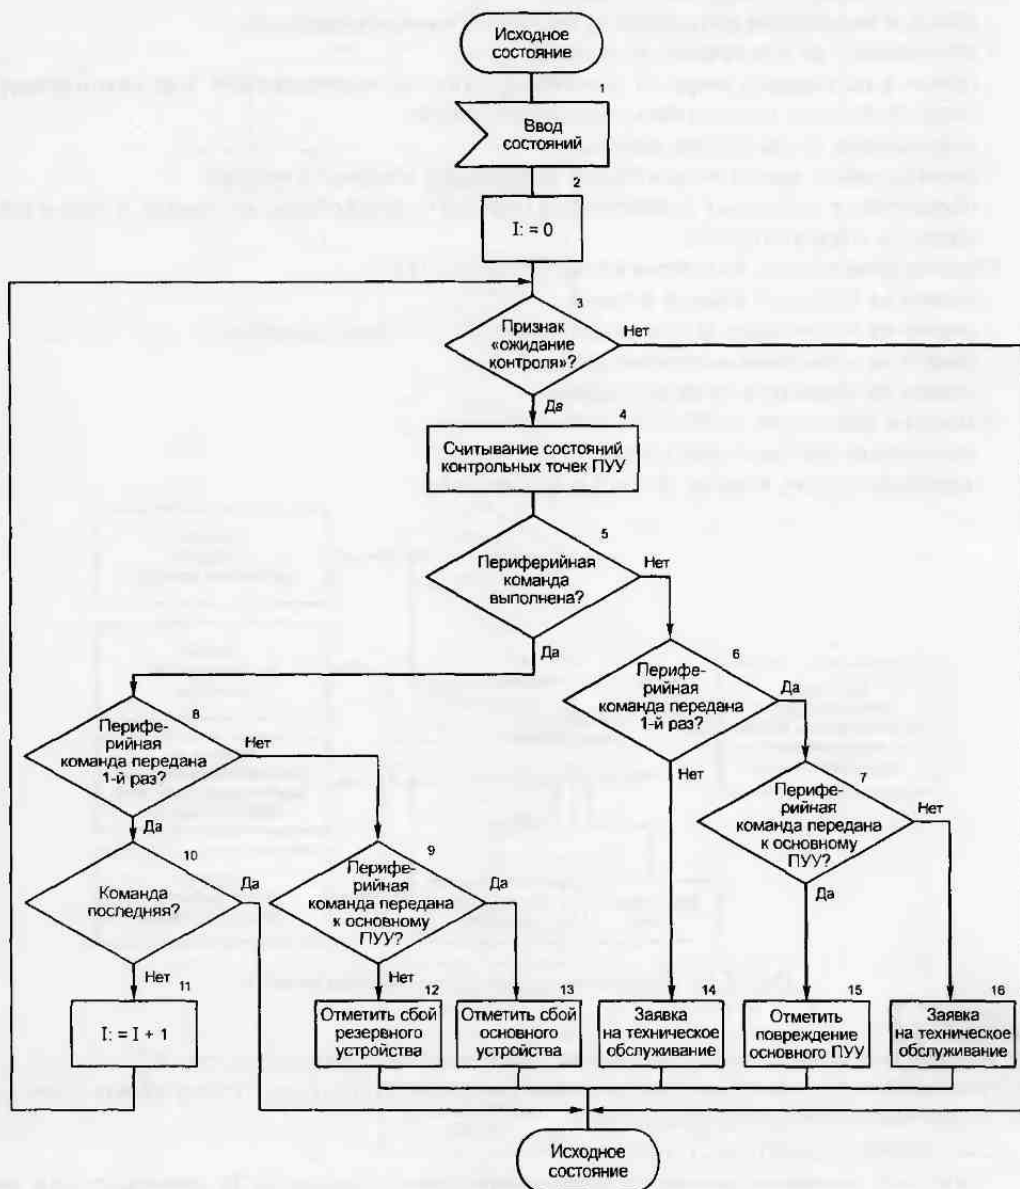 Исходное
состояние
1
Ввод
состояний
2
I: = 0
3
Признак
«ожидание
контроля»?
Нет
Да
4
Считывание состояний
контрольных точек ПУУ
5
Периферийная
команда
выполнена?
Нет
Да
6
Перифе-
рийная
команда передана
1-й раз?
Да
Нет
7
Перифе-
рийная
команда передана
к основному
ПУУ?
Нет
Да
8
Перифе-
рийная
команда передана
1-й раз?
Нет
Да
9
Перифе-
рийная
команда передана
к основному
ПУУ?
Да
Нет
10
Команда
последняя?
Да
Нет
11
I: = I + 1
12
Отметить сбой
резервного
устройства
13
Отметить сбой
основного
устройства
14
Заявка
на техническое
обслуживание
15
Отметить
повреждение
основного ПУУ
16
Заявка
на техническое
обслуживание
Исходное
состояние